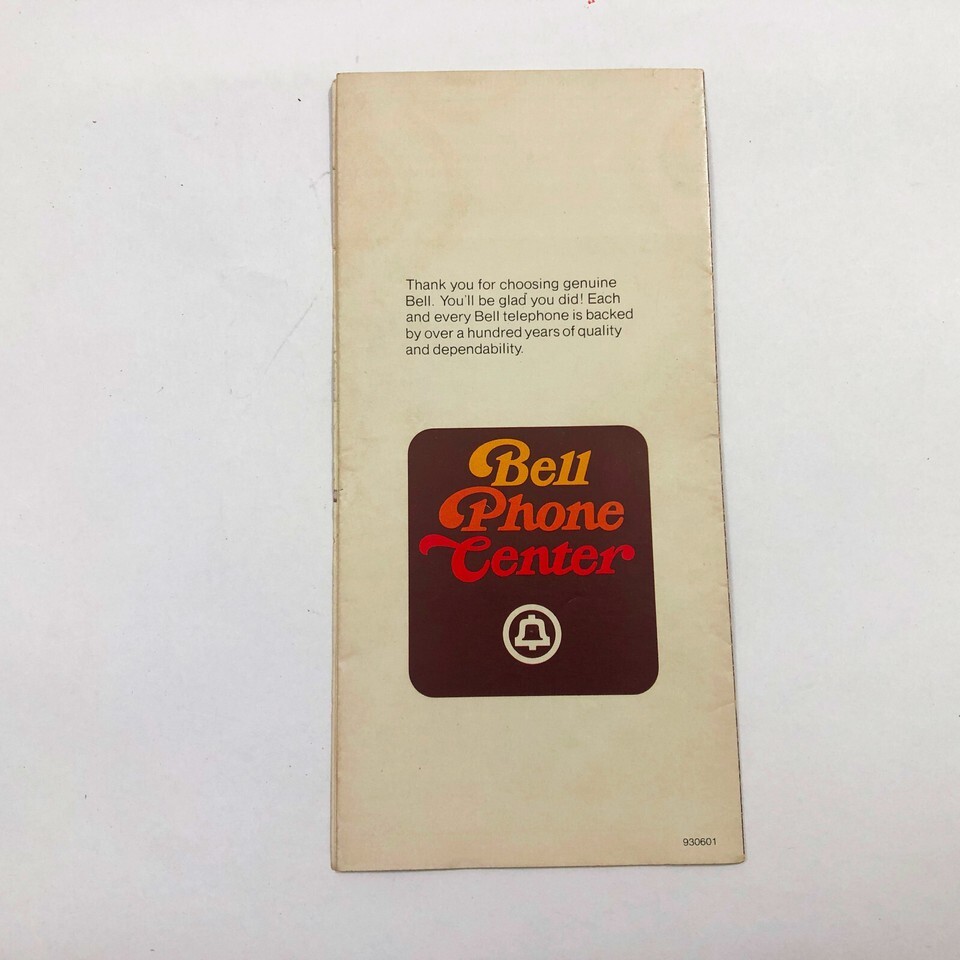 Thank you for choosing genuine
Bell. You'll be glad you did! Each
and every Bell telephone is backed
by over a hundred years of quality
and dependability.
Bell
Phone
Center
930601